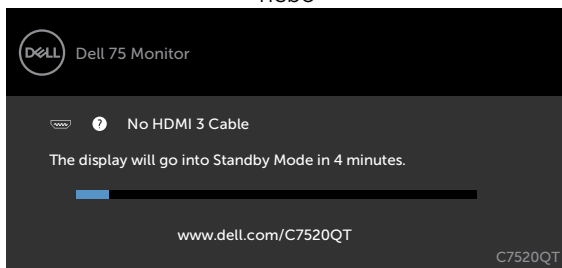 nebo
DELL Dell 75 Monitor
? No HDMI 3 Cable
The display will go into Standby Mode in 4 minutes.
www.dell.com/C7520QT
C7520QT